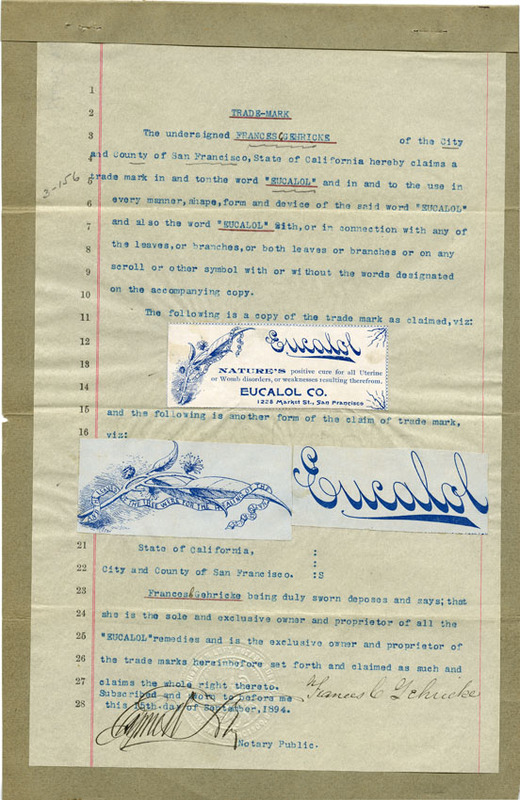 1
2 TRADE-MARK
3 The undersigned FRANCES C GEHRICKE of the City
4 and County of San Francisco, State of California hereby claims a
3-156
5 trade mark in and to the word "EUCALOL" and in and to the use in
6 every manner, shape, form and device of the said word "EUCALOL"
7 and also the word "EUCALOL" with, or in connection with any of
8 the leaves, or branches, or both leaves or branches or on any
9 scroll or other symbol with or without the words designated
10 on the accompanying copy.
11 The following is a copy of the trade mark as claimed, viz:
12
13
14
Eucalol
NATURE'S positive cure for all Uterine
or Womb disorders, or weaknesses resulting therefrom.
EUCALOL CO.
1228 Market St., San Francisco
15 and the following is another form of the claim of trade mark,
16 viz:
OF THE TREE WERE FOR THE HEALING OF THE
Eucalol
21 State of California, :
:
22 City and County of San Francisco. :S
23 Frances C Gehricke being duly sworn deposes and says; that
24 she is the sole and exclusive owner and proprietor of all the
25 "EUCALOL" remedies and is the exclusive owner and proprietor of
26 the trade marks hereinbefore set forth and claimed as such and
27 claims the whole right thereto.
Frances C Gehricke
Subscribed and sworn to before me
28 this 25th day of September, 1894.
Notary Public.